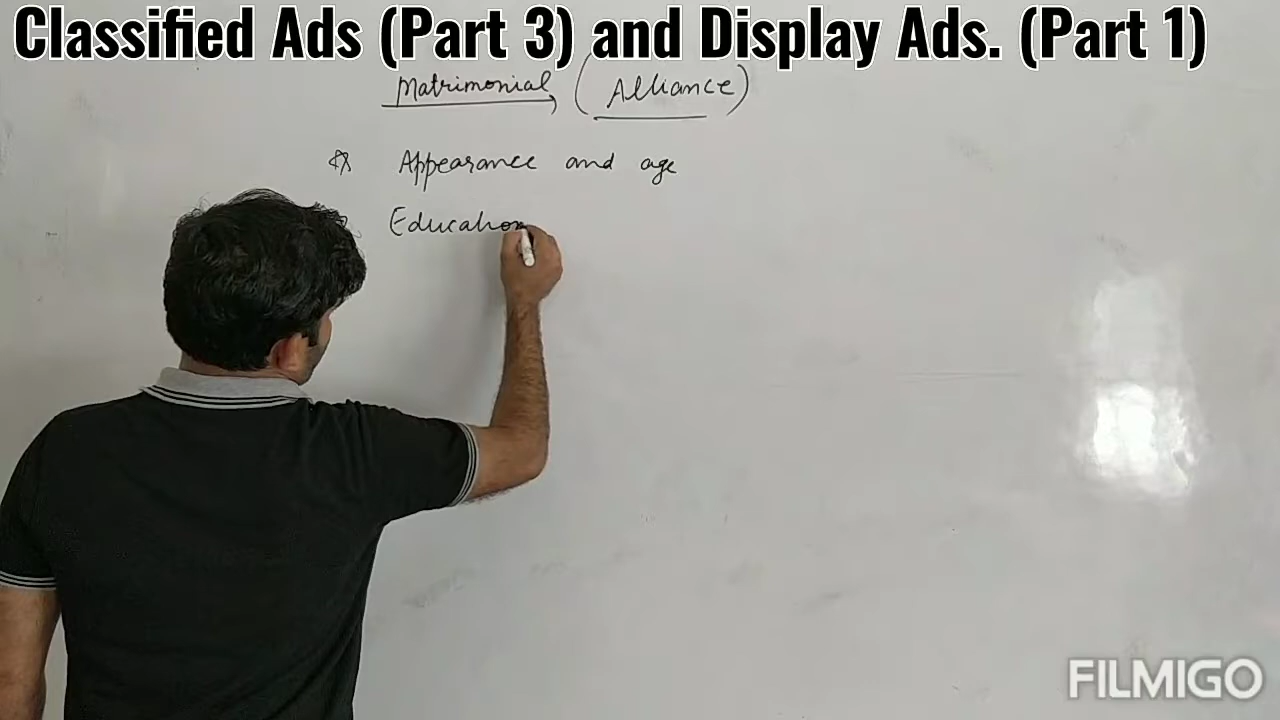 Classified Ads (Part 3) and Display Ads. (Part 1)
Matrimonial, (Alliance)
Appearance and age
Education
FILMIGO